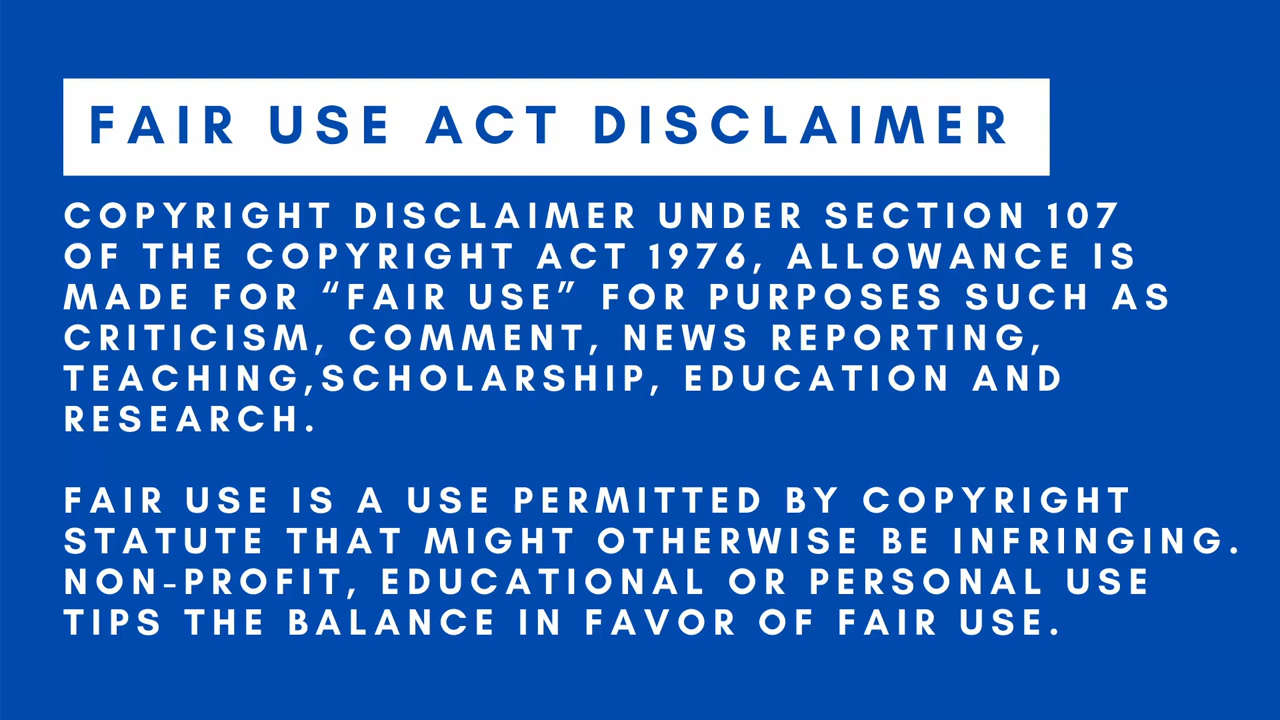 FAIR USE ACT DISCLAIMER
COPYRIGHT DISCLAIMER UNDER SECTION 107
OF THE COPYRIGHT ACT 1976, ALLOWANCE IS
MADE FOR “FAIR USE” FOR PURPOSES SUCH AS
CRITICISM, COMMENT, NEWS REPORTING,
TEACHING,SCHOLARSHIP, EDUCATION AND
RESEARCH.
FAIR USE IS A USE PERMITTED BY COPYRIGHT
STATUTE THAT MIGHT OTHERWISE BE INFRINGING.
NON-PROFIT, EDUCATIONAL OR PERSONAL USE
TIPS THE BALANCE IN FAVOR OF FAIR USE.